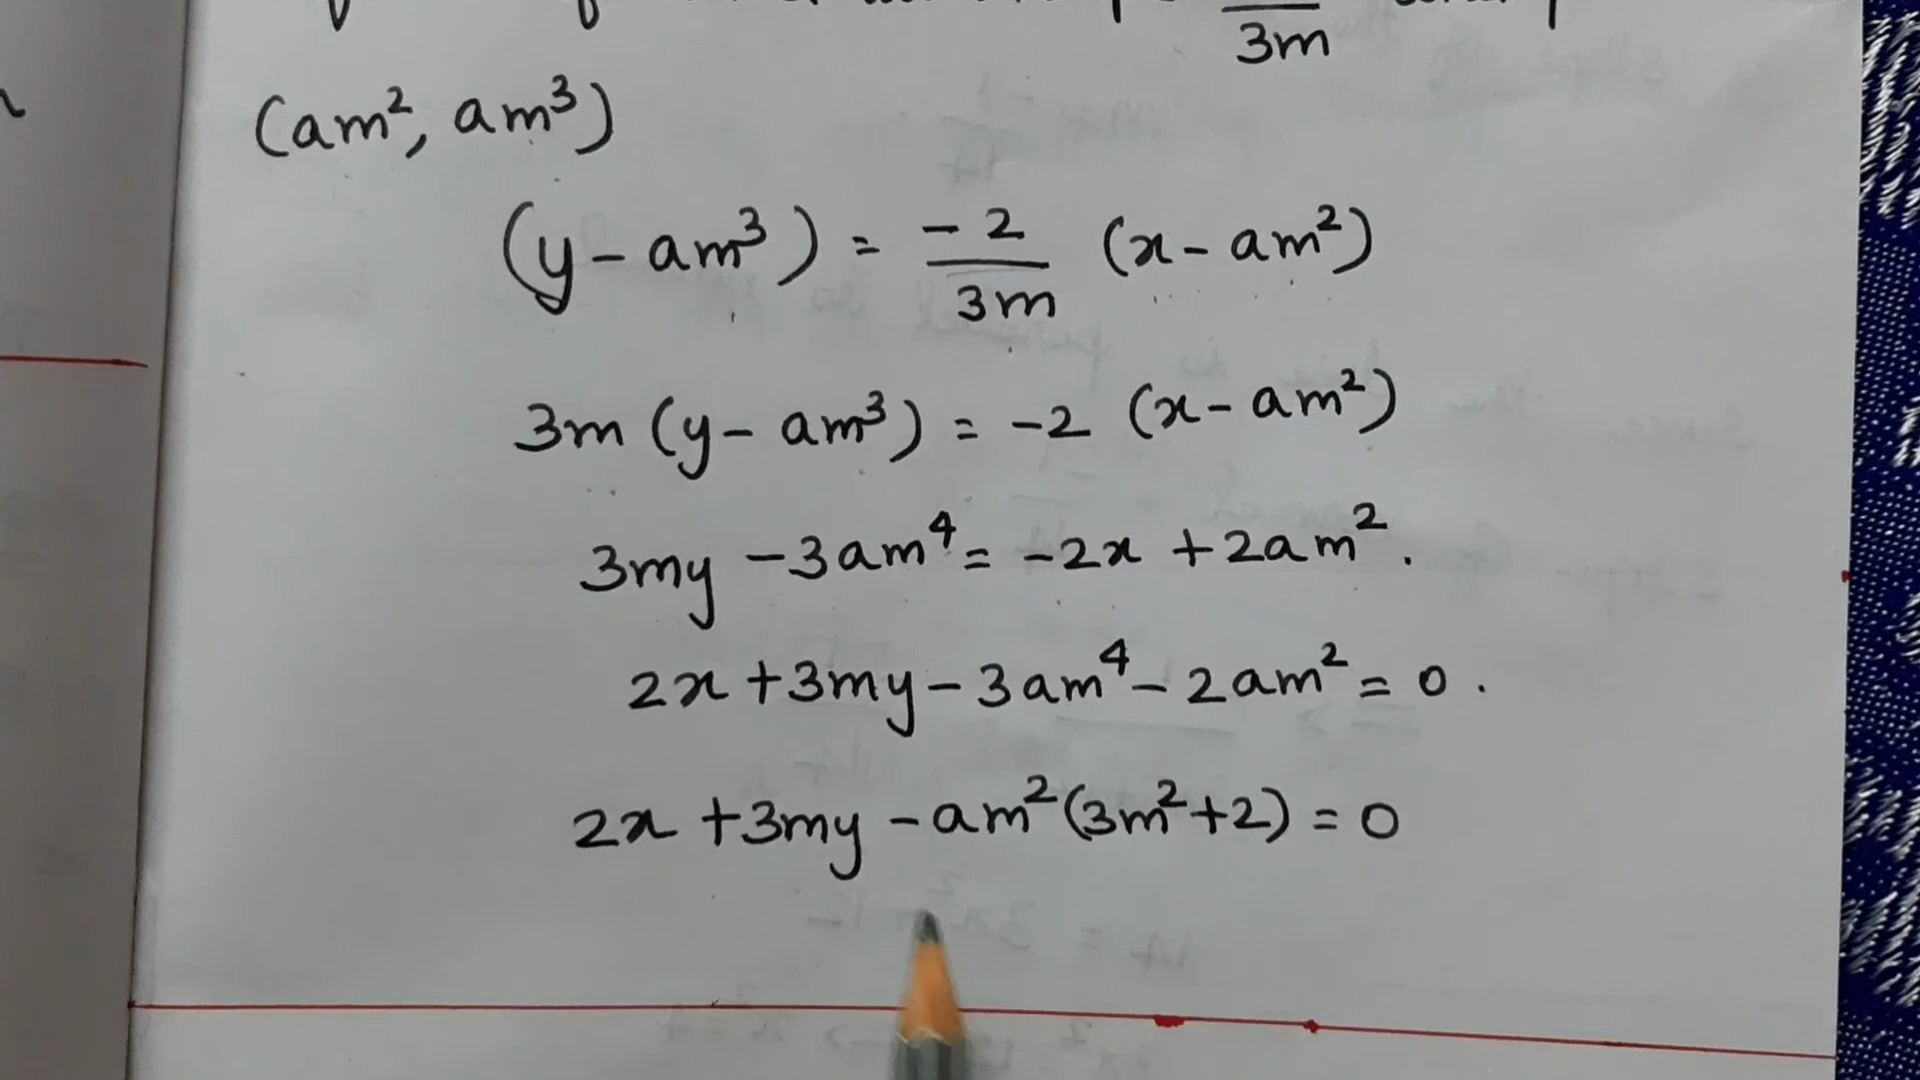 3m
(am², am³)
(y - am³) = -2/3m (x - am²)
3m (y - am³) = -2 (x - am²)
3my - 3am⁴ = -2x + 2am².
2x + 3my - 3am⁴ - 2am² = 0.
2x + 3my - am²(3m² + 2) = 0